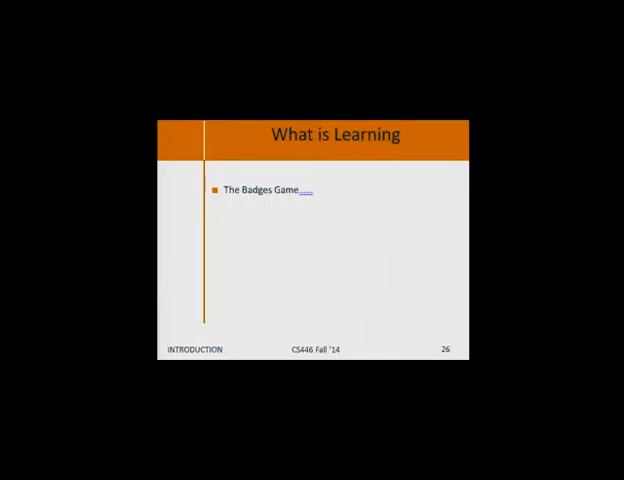 What is Learning
The Badges Game......
INTRODUCTION
CS446 Fall '14
26